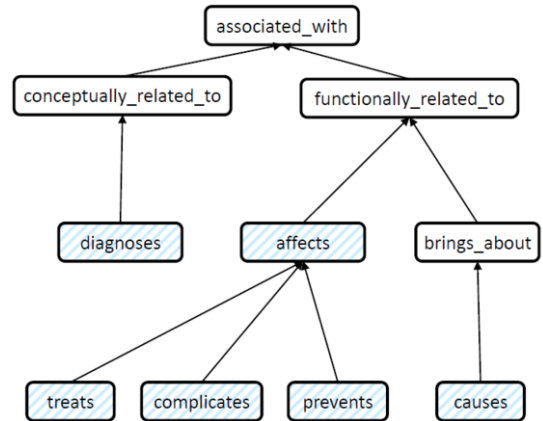 associated_with
conceptually_related_to
functionally_related_to
diagnoses
affects
brings_about
treats
complicates
prevents
causes